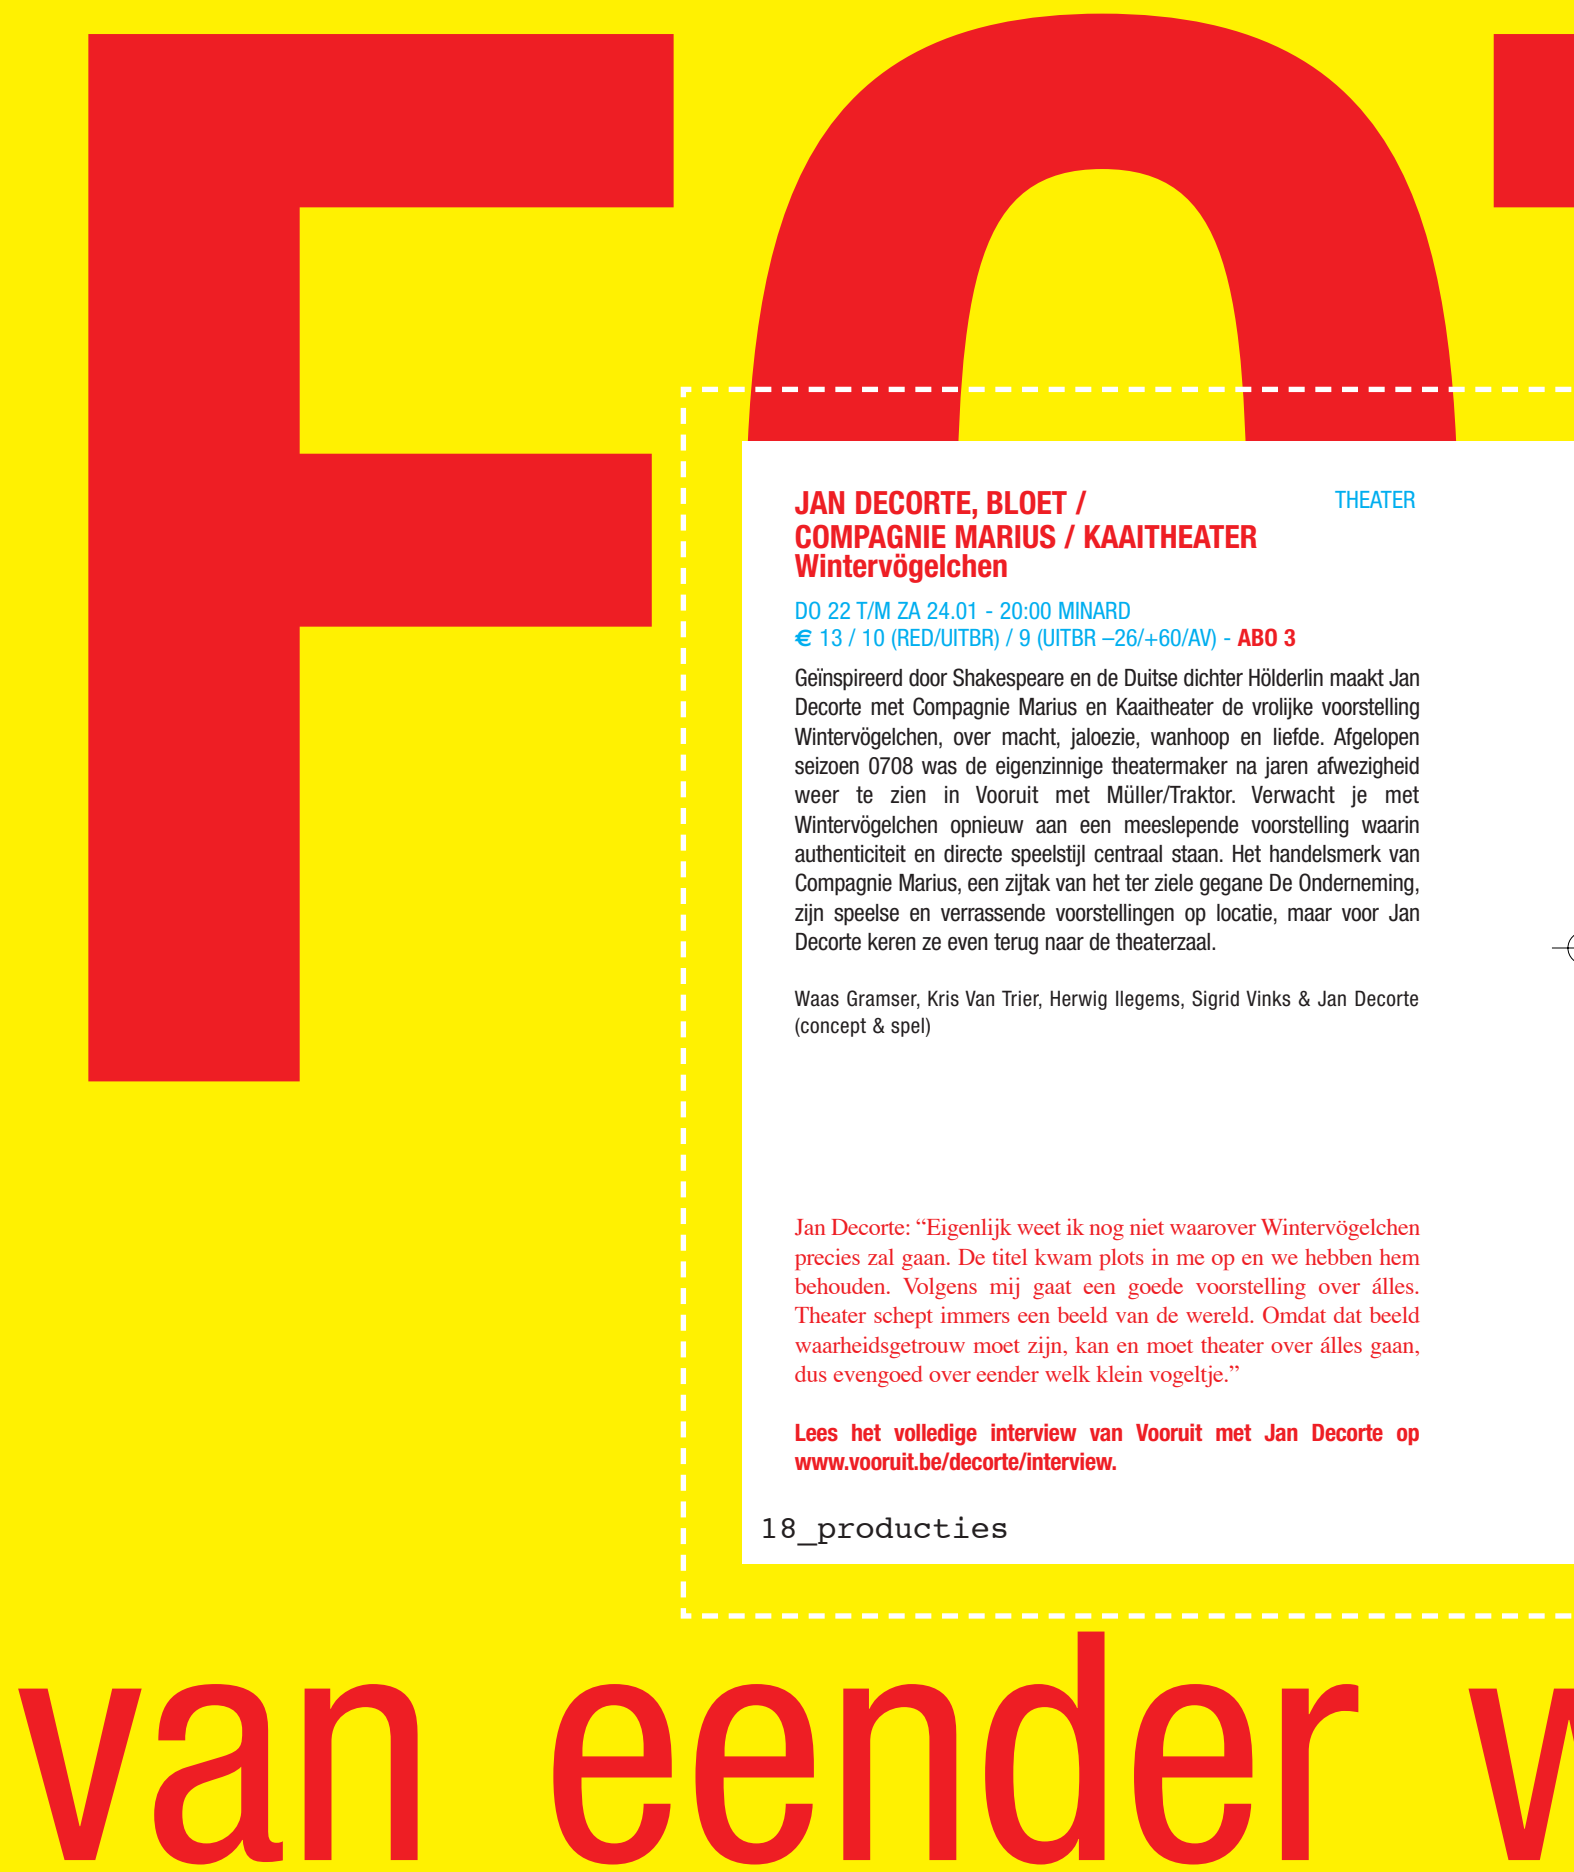 JAN DECORTE, BLOET /
THEATER
COMPAGNIE MARIUS / KAAITHEATER
Wintervögelchen
DO 22 T/M ZA 24.01 - 20:00 MINARD
€ 13 / 10 (RED/UITBR) / 9 (UITBR –26/+60/AV) - ABO 3
Geïnspireerd door Shakespeare en de Duitse dichter Hölderlin maakt Jan
Decorte met Compagnie Marius en Kaaitheater de vrolijke voorstelling
Wintervögelchen, over macht, jaloezie, wanhoop en liefde. Afgelopen
seizoen 0708 was de eigenzinnige theatermaker na jaren afwezigheid
weer te zien in Vooruit met Müller/Traktor. Verwacht je met
Wintervögelchen opnieuw aan een meeslepende voorstelling waarin
authenticiteit en directe speelstijl centraal staan. Het handelsmerk van
Compagnie Marius, een zijtak van het ter ziele gegane De Onderneming,
zijn speelse en verrassende voorstellingen op locatie, maar voor Jan
Decorte keren ze even terug naar de theaterzaal.
Waas Gramser, Kris Van Trier, Herwig Ilegems, Sigrid Vinks & Jan Decorte
(concept & spel)
Jan Decorte: “Eigenlijk weet ik nog niet waarover Wintervögelchen
precies zal gaan. De titel kwam plots in me op en we hebben hem
behouden. Volgens mij gaat een goede voorstelling over álles.
Theater schept immers een beeld van de wereld. Omdat dat beeld
waarheidsgetrouw moet zijn, kan en moet theater over álles gaan,
dus evengoed over eender welk klein vogeltje.”
Lees het volledige interview van Vooruit met Jan Decorte op
www.vooruit.be/decorte/interview.
18_producties
van eender